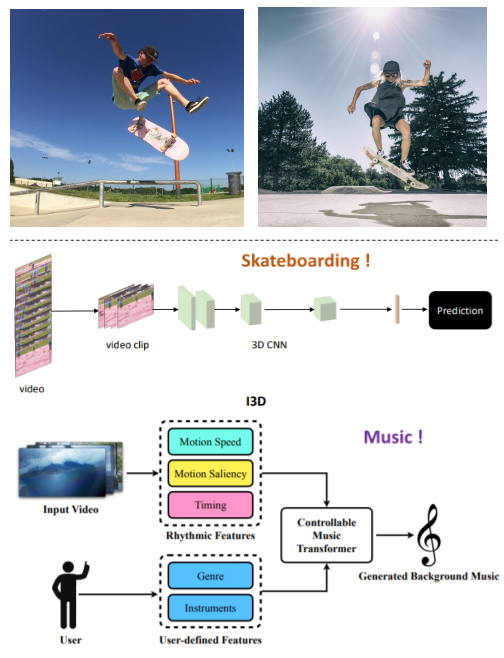 Skateboarding !
Prediction
video clip
3D CNN
video
I3D
Motion Speed
Music !
Motion Saliency
Timing
Input Video
Rhythmic Features
Controllable
Music
Transformer
Generated Background Music
Genre
Instruments
User
User-defined Features